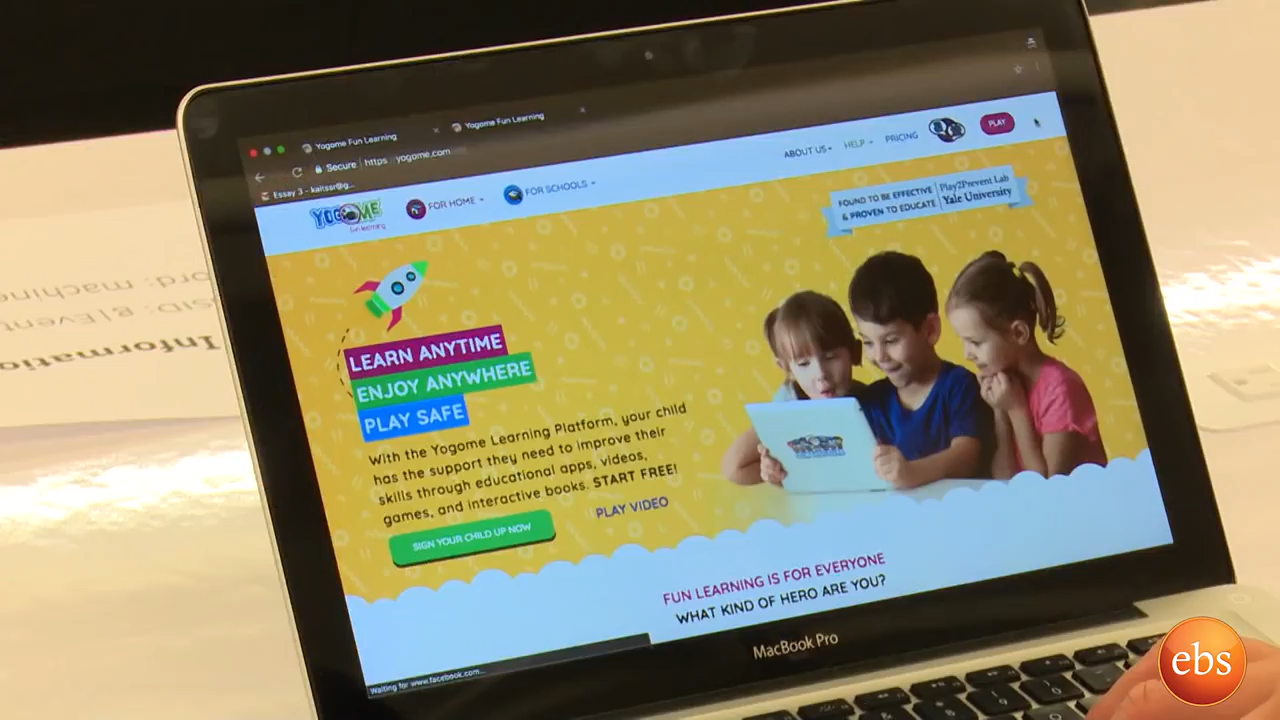 Yogome Fun Learning
Yogome Fun Learning
Secure https yogome.com
Essay 3 - kaitssr@g...
YOGOME
fun learning
FOR HOME
FOR SCHOOLS
ABOUT US
HELP
PRICING
PLAY
FOUND TO BE EFFECTIVE
& PROVEN TO EDUCATE
Play2Prevent Lab
Yale University
LEARN ANYTIME
ENJOY ANYWHERE
PLAY SAFE
With the Yogome Learning Platform, your child
has the support they need to improve their
skills through educational apps, videos,
games, and interactive books. START FREE!
SIGN YOUR CHILD UP NOW
PLAY VIDEO
FUN LEARNING IS FOR EVERYONE
WHAT KIND OF HERO ARE YOU?
Waiting for www.facebook.com...
MacBook Pro
ebs